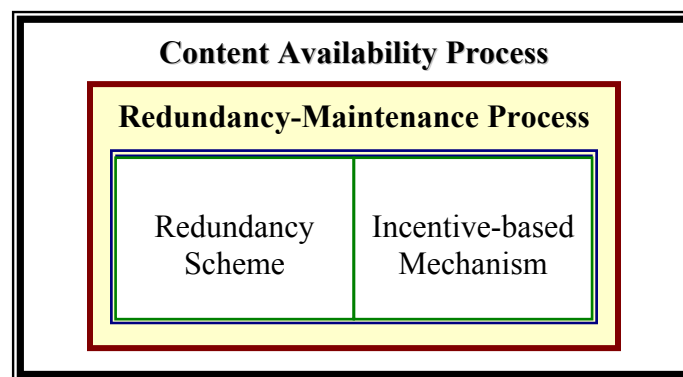 Content Availability Process
Redundancy-Maintenance Process
Redundancy
Scheme
Incentive-based
Mechanism